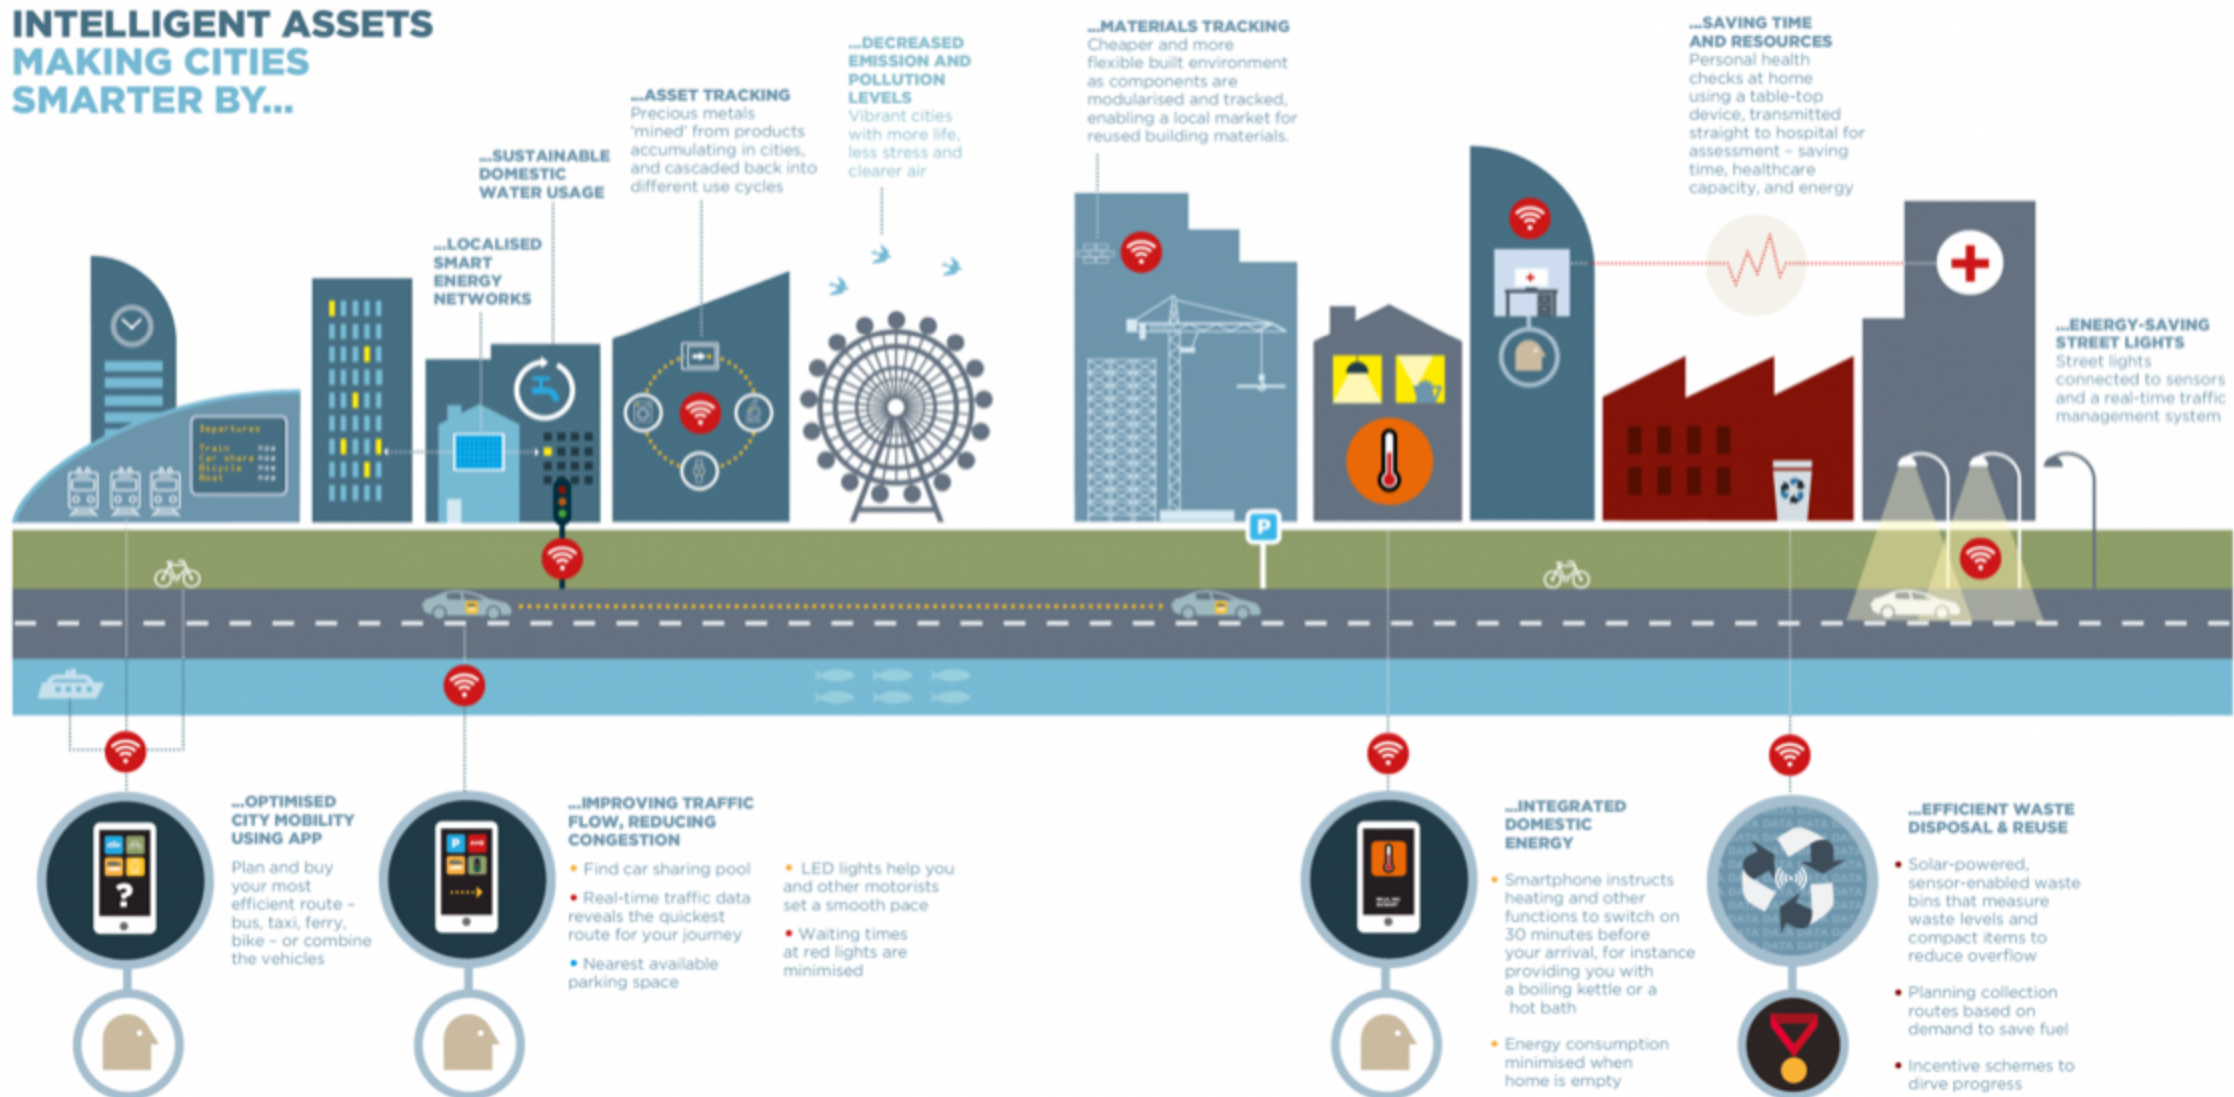 INTELLIGENT ASSETS
MAKING CITIES
SMARTER BY...
...LOCALISED
SMART
ENERGY
NETWORKS
...SUSTAINABLE
DOMESTIC
WATER USAGE
...ASSET TRACKING
Precious metals
'mined' from products
accumulating in cities,
and cascaded back into
different use cycles
...DECREASED
EMISSION AND
POLLUTION
LEVELS
Vibrant cities
with more life,
less stress and
clearer air
...MATERIALS TRACKING
Cheaper and more
flexible built environment
as components are
modularised and tracked,
enabling a local market for
reused building materials.
...SAVING TIME
AND RESOURCES
Personal health
checks at home
using a table-top
device, transmitted
straight to hospital for
assessment – saving
time, healthcare
capacity, and energy
...ENERGY-SAVING
STREET LIGHTS
Street lights
connected to sensors
and a real-time traffic
management system
Departures
Train
Car share
Bicycle
Boat
P
...OPTIMISED
CITY MOBILITY
USING APP
Plan and buy
your most
efficient route –
bus, taxi, ferry,
bike – or combine
the vehicles
?
P
...IMPROVING TRAFFIC
FLOW, REDUCING
CONGESTION
• Find car sharing pool
• Real-time traffic data
reveals the quickest
route for your journey
• Nearest available
parking space
• LED lights help you
and other motorists
set a smooth pace
• Waiting times
at red lights are
minimised
...INTEGRATED
DOMESTIC
ENERGY
• Smartphone instructs
heating and other
functions to switch on
30 minutes before
your arrival, for instance
providing you with
a boiling kettle or a
hot bath
• Energy consumption
minimised when
home is empty
DATA DATA DATA
...EFFICIENT WASTE
DISPOSAL & REUSE
• Solar-powered,
sensor-enabled waste
bins that measure
waste levels and
compact items to
reduce overflow
• Planning collection
routes based on
demand to save fuel
• Incentive schemes to
dirve progress